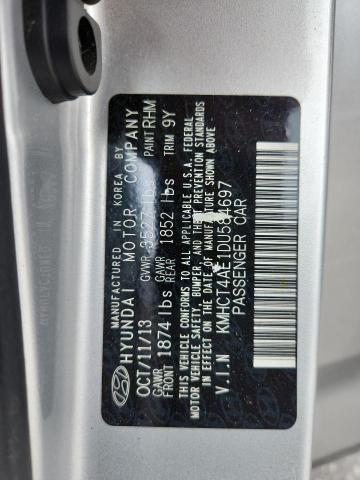 MANUFACTURED IN KOREA BY
HYUNDAI MOTOR COMPANY
OCT/11/13 GVWR 3527 lbs PAINT RHM
GAWR FRONT 1874 lbs GAWR REAR 1852 lbs TRIM 9Y
THIS VEHICLE CONFORMS TO ALL APPLICABLE U.S.A. FEDERAL
MOTOR VEHICLE SAFETY, BUMPER, AND THEFT PREVENTION STANDARDS
IN EFFECT ON THE DATE OF MANUFACTURE SHOWN ABOVE
V.I.N KMHCT4AE1DU584697
PASSENGER CAR